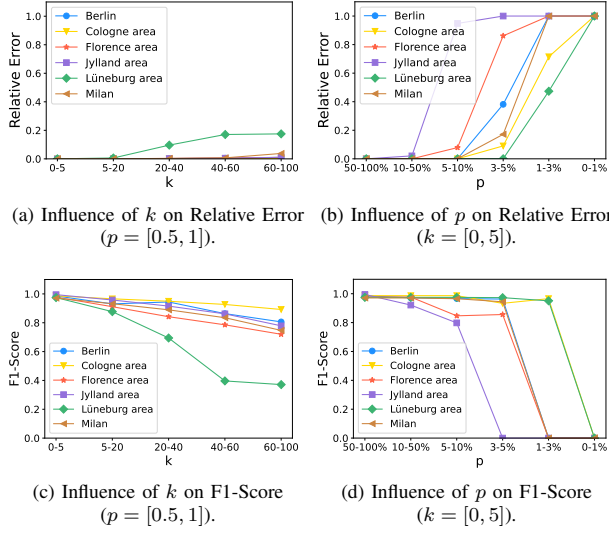 1.0
0.8
0.6
0.4
0.2
0.0
Relative Error
Berlin
Cologne area
Florence area
Jylland area
Lüneburg area
Milan
0-5 5-20 20-40 40-60 60-100
k
(a) Influence of k on Relative Error
(p = [0.5, 1]).
1.0
0.8
0.6
0.4
0.2
0.0
Relative Error
Berlin
Cologne area
Florence area
Jylland area
Lüneburg area
Milan
50-100% 10-50% 5-10% 3-5% 1-3% 0-1%
p
(b) Influence of p on Relative Error
(k = [0, 5]).
1.0
0.8
0.6
0.4
0.2
0.0
F1-Score
Berlin
Cologne area
Florence area
Jylland area
Lüneburg area
Milan
0-5 5-20 20-40 40-60 60-100
k
(c) Influence of k on F1-Score
(p = [0.5, 1]).
1.0
0.8
0.6
0.4
0.2
0.0
F1-Score
Berlin
Cologne area
Florence area
Jylland area
Lüneburg area
Milan
50-100% 10-50% 5-10% 3-5% 1-3% 0-1%
p
(d) Influence of p on F1-Score
(k = [0, 5]).